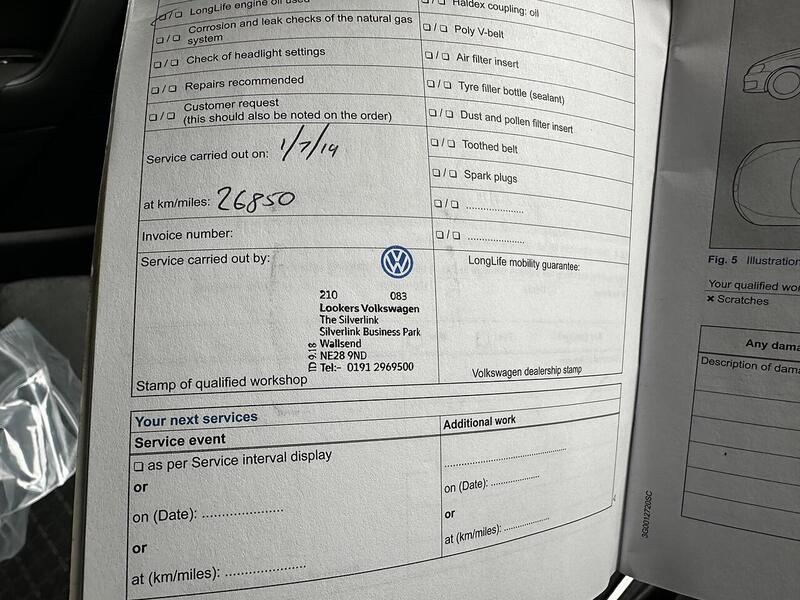 ❏/❏ LongLife engine oil used
❏/❏ Corrosion and leak checks of the natural gas
system
❏/❏ Check of headlight settings
❏/❏ Repairs recommended
❏/❏ Customer request
(this should also be noted on the order)
Service carried out on: 1/7/19
at km/miles: 26850
Invoice number:
Service carried out by:
210 083
Lookers Volkswagen
The Silverlink
Silverlink Business Park
Wallsend
NE28 9ND
Tel:- 0191 2969500
TD 9.18
Stamp of qualified workshop
❏/❏ Haldex coupling: oil
❏/❏ Poly V-belt
❏/❏ Air filter insert
❏/❏ Tyre filler bottle (sealant)
❏/❏ Dust and pollen filter insert
❏/❏ Toothed belt
❏/❏ Spark plugs
❏/❏ ....................
❏/❏ ....................
LongLife mobility guarantee:
Volkswagen dealership stamp
Your next services
Service event
❏ as per Service interval display
or
on (Date): ....................
or
at (km/miles): ....................
Additional work
..............................
on (Date): ............
or
at (km/miles): ............
3G0012720SC
Fig. 5 Illustration
Your qualified wor
✖ Scratches
Any dama
Description of dama